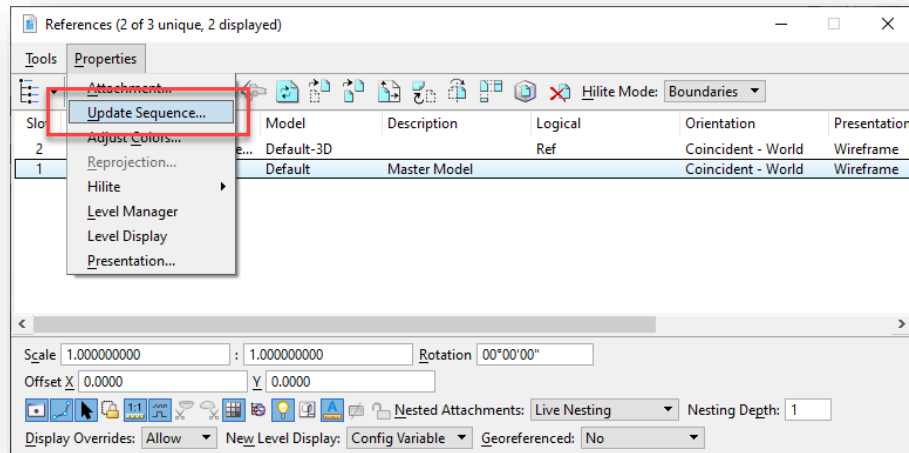 References (2 of 3 unique, 2 displayed)
Tools Properties
Attachment...
Hilite Mode: Boundaries
Update Sequence...
Slot Model Description Logical Orientation Presentation
Adjust Colors...
2 Default-3D Ref Coincident - World Wireframe
Reprojection...
1 Default Master Model Coincident - World Wireframe
Hilite
Level Manager
Level Display
Presentation...
Scale 1.000000000 : 1.000000000 Rotation 00°00'00"
Offset X 0.0000 Y 0.0000
1:1 Nested Attachments: Live Nesting Nesting Depth: 1
Display Overrides: Allow New Level Display: Config Variable Georeferenced: No